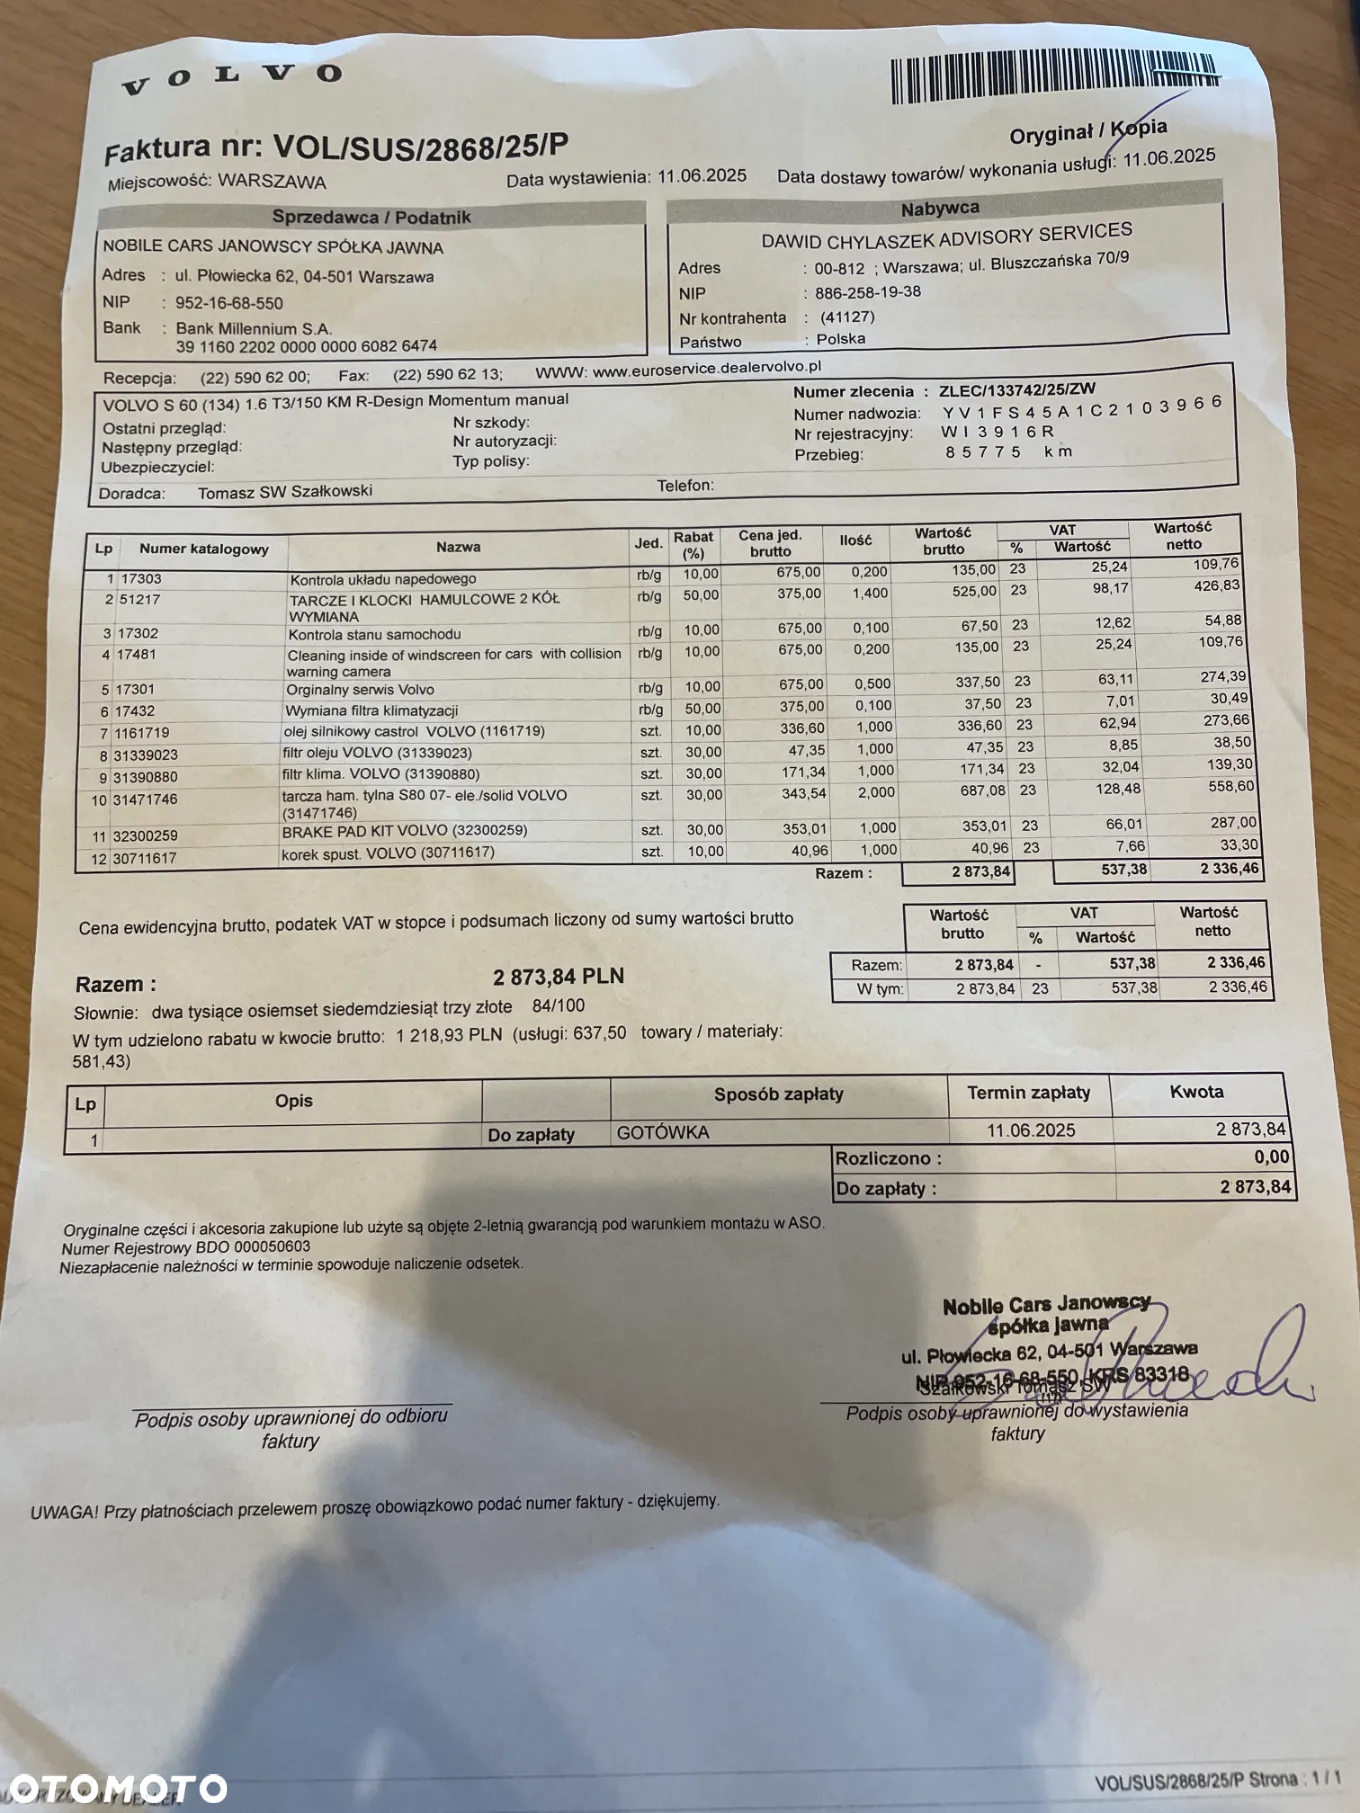 VOLVO
Faktura nr: VOL/SUS/2868/25/P
Oryginał / Kopia
Miejscowość: WARSZAWA Data wystawienia: 11.06.2025 Data dostawy towarów/ wykonania usługi: 11.06.2025
Sprzedawca / Podatnik
NOBILE CARS JANOWSCY SPÓŁKA JAWNA
Adres : ul. Płowiecka 62, 04-501 Warszawa
NIP : 952-16-68-550
Bank : Bank Millennium S.A.
39 1160 2202 0000 0000 6082 6474
Nabywca
DAWID CHYLASZEK ADVISORY SERVICES
Adres : 00-812 ; Warszawa; ul. Bluszczańska 70/9
NIP : 886-258-19-38
Nr kontrahenta : (41127)
Państwo : Polska
Recepcja: (22) 590 62 00; Fax: (22) 590 62 13; WWW: www.euroservice.dealervolvo.pl
VOLVO S 60 (134) 1.6 T3/150 KM R-Design Momentum manual
Ostatni przegląd:
Następny przegląd:
Ubezpieczyciel:
Nr szkody:
Nr autoryzacji:
Typ polisy:
Numer zlecenia : ZLEC/133742/25/ZW
Numer nadwozia: YV1FS45A1C2103966
Nr rejestracyjny: WI3916R
Przebieg: 85775 km
Doradca: Tomasz SW Szałkowski Telefon:
Lp Numer katalogowy Nazwa Jed. Rabat (%) Cena jed. brutto Ilość Wartość brutto VAT % Wartość Wartość netto
1 17303 Kontrola układu napedowego rb/g 10,00 675,00 0,200 135,00 23 25,24 109,76
2 51217 TARCZE I KLOCKI HAMULCOWE 2 KÓŁ rb/g 50,00 375,00 1,400 525,00 23 98,17 426,83
WYMIANA
3 17302 Kontrola stanu samochodu rb/g 10,00 675,00 0,100 67,50 23 12,62 54,88
4 17481 Cleaning inside of windscreen for cars with collision rb/g 10,00 675,00 0,200 135,00 23 25,24 109,76
warning camera
5 17301 Orginalny serwis Volvo rb/g 10,00 675,00 0,500 337,50 23 63,11 274,39
6 17432 Wymiana filtra klimatyzacji rb/g 50,00 375,00 0,100 37,50 23 7,01 30,49
7 1161719 olej silnikowy castrol VOLVO (1161719) szt. 10,00 336,60 1,000 336,60 23 62,94 273,66
8 31339023 filtr oleju VOLVO (31339023) szt. 30,00 47,35 1,000 47,35 23 8,85 38,50
9 31390880 filtr klima. VOLVO (31390880) szt. 30,00 171,34 1,000 171,34 23 32,04 139,30
10 31471746 tarcza ham. tylna S80 07- ele./solid VOLVO szt. 30,00 343,54 2,000 687,08 23 128,48 558,60
(31471746)
11 32300259 BRAKE PAD KIT VOLVO (32300259) szt. 30,00 353,01 1,000 353,01 23 66,01 287,00
12 30711617 korek spust. VOLVO (30711617) szt. 10,00 40,96 1,000 40,96 23 7,66 33,30
Razem : 2 873,84 537,38 2 336,46
Cena ewidencyjna brutto, podatek VAT w stopce i podsumach liczony od sumy wartości brutto
Wartość brutto VAT % Wartość Wartość netto
Razem: 2 873,84 - 537,38 2 336,46
W tym: 2 873,84 23 537,38 2 336,46
Razem : 2 873,84 PLN
Słownie: dwa tysiące osiemset siedemdziesiąt trzy złote 84/100
W tym udzielono rabatu w kwocie brutto: 1 218,93 PLN (usługi: 637,50 towary / materiały:
581,43)
Lp Opis Sposób zapłaty Termin zapłaty Kwota
1 Do zapłaty GOTÓWKA 11.06.2025 2 873,84
Rozliczono : 0,00
Do zapłaty : 2 873,84
Oryginalne części i akcesoria zakupione lub użyte są objęte 2-letnią gwarancją pod warunkiem montażu w ASO.
Numer Rejestrowy BDO 000050603
Niezapłacenie należności w terminie spowoduje naliczenie odsetek.
Nobile Cars Janowscy
spółka jawna
ul. Płowiecka 62, 04-501 Warszawa
NIP 952-16-68-550, KRS 83318
Szałkowski Tomasz SW
Podpis osoby uprawnionej do odbioru
faktury
Podpis osoby uprawnionej do wystawienia
faktury
UWAGA! Przy płatnościach przelewem proszę obowiązkowo podać numer faktury - dziękujemy.
VOL/SUS/2868/25/P Strona : 1 / 1
OTOMOTO